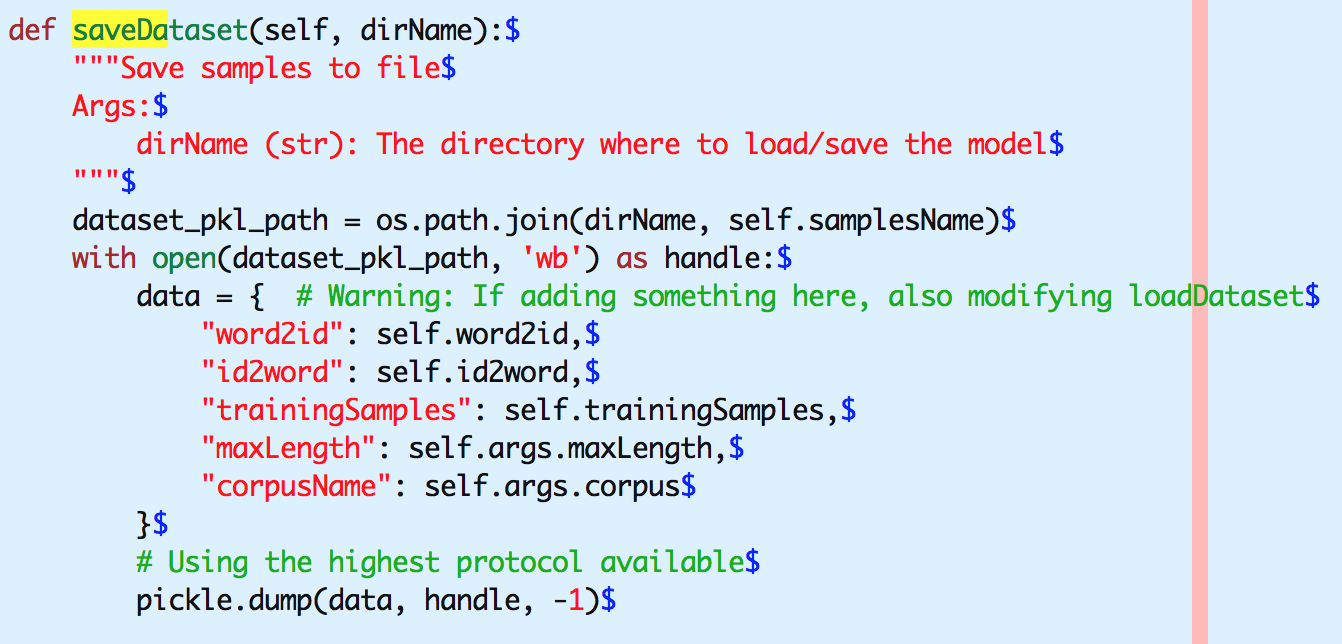 def saveDataset(self, dirName):$
    """Save samples to file$
    Args:$
        dirName (str): The directory where to load/save the model$
    """$
    dataset_pkl_path = os.path.join(dirName, self.samplesName)$
    with open(dataset_pkl_path, 'wb') as handle:$
        data = {  # Warning: If adding something here, also modifying loadDataset$
            "word2id": self.word2id,$
            "id2word": self.id2word,$
            "trainingSamples": self.trainingSamples,$
            "maxLength": self.args.maxLength,$
            "corpusName": self.args.corpus$
        }$
        # Using the highest protocol available$
        pickle.dump(data, handle, -1)$